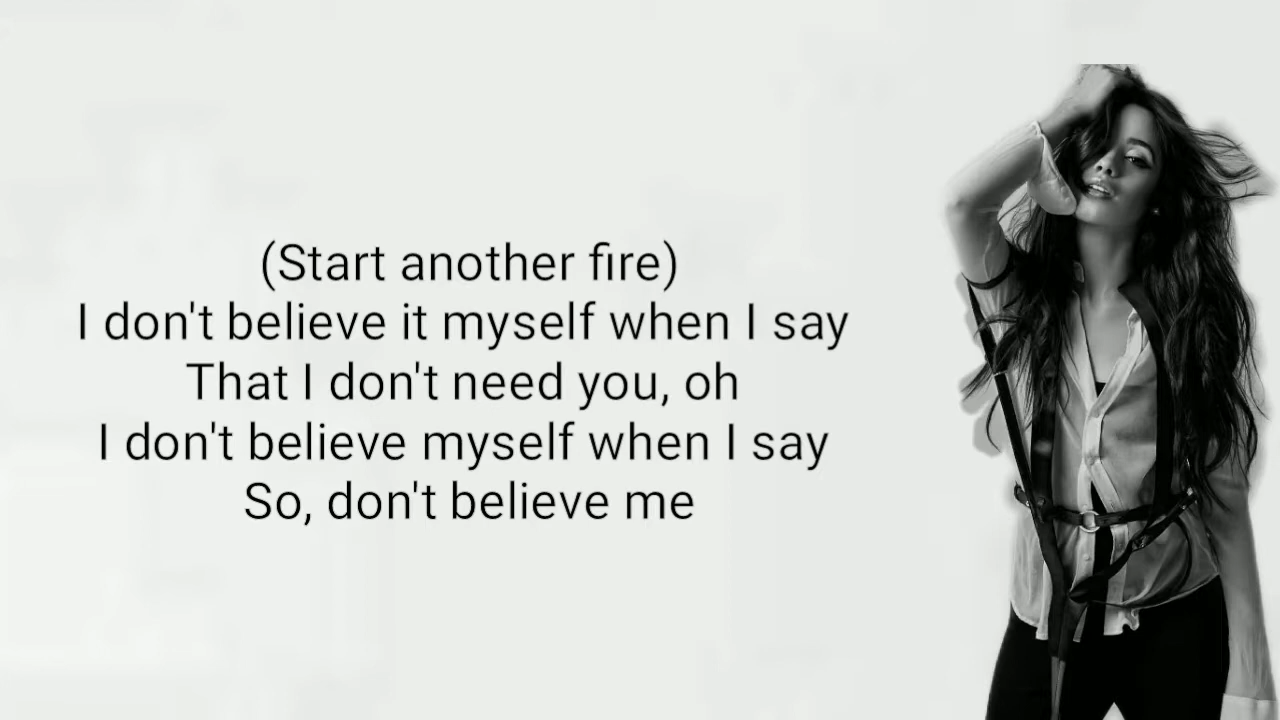 (Start another fire)
I don't believe it myself when I say
That I don't need you, oh
I don't believe myself when I say
So, don't believe me